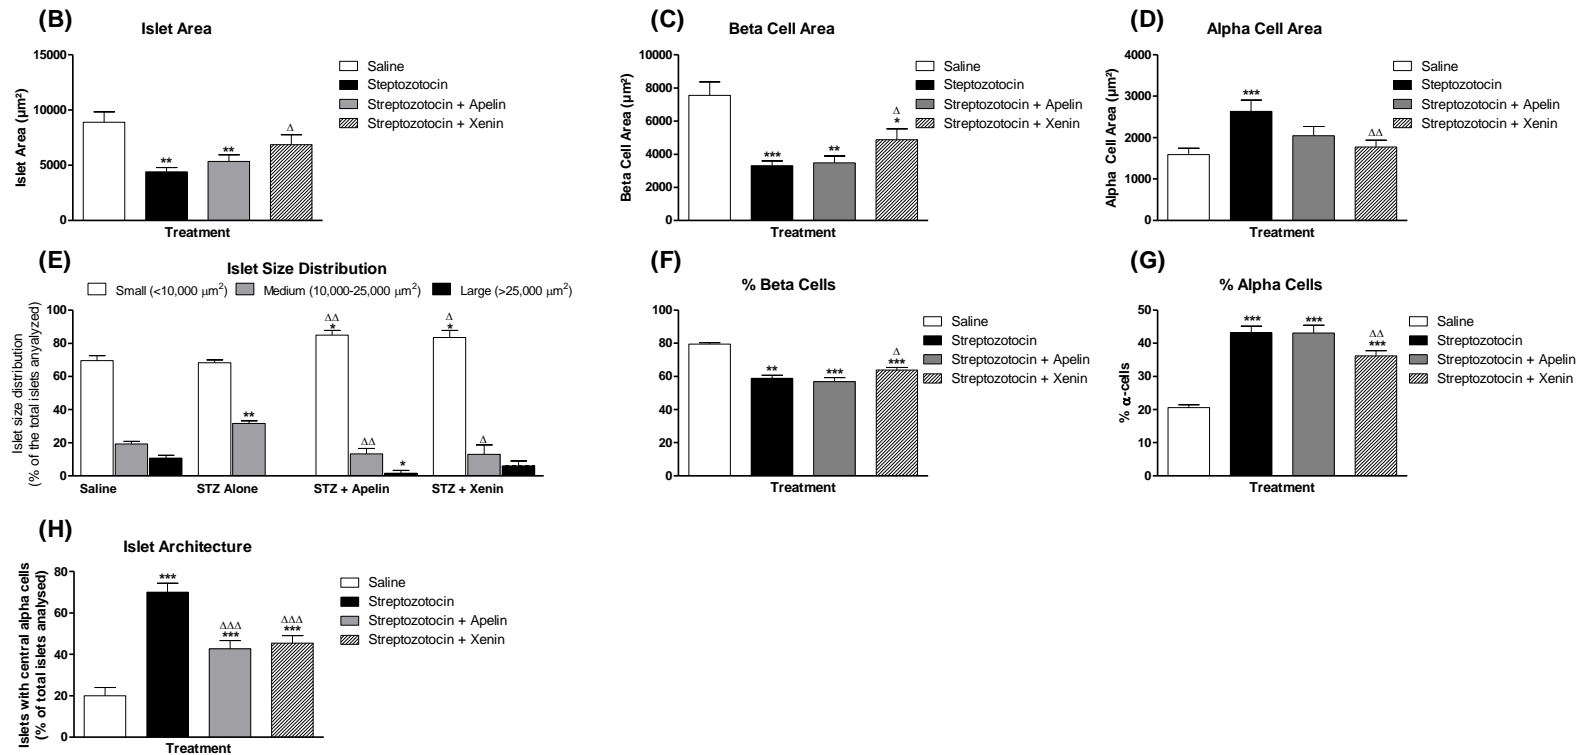 (B)
Islet Area
Islet Area (µm²)
15000
10000
5000
0
** ** Δ
Treatment
Saline
Steptozotocin
Streptozotocin + Apelin
Streptozotocin + Xenin
(C)
Beta Cell Area
Beta Cell Area (µm²)
10000
8000
6000
4000
2000
0
*** ** Δ *
Treatment
Saline
Steptozotocin
Streptozotocin + Apelin
Streptozotocin + Xenin
(D)
Alpha Cell Area
Alpha Cell Area (µm²)
4000
3000
2000
1000
0
*** ΔΔ
Treatment
Saline
Steptozotocin
Streptozotocin + Apelin
Streptozotocin + Xenin
(E)
Islet Size Distribution
Small (<10,000 µm²) Medium (10,000-25,000 µm²) Large (>25,000 µm²)
Islet size distribution
(% of the total islets anyalyzed)
100
80
60
40
20
0
** ΔΔ * ΔΔ * Δ * Δ
Saline STZ Alone STZ + Apelin STZ + Xenin
(F)
% Beta Cells
100
80
60
40
20
0
** *** Δ ***
Treatment
Saline
Streptozotocin
Streptozotocin + Apelin
Streptozotocin + Xenin
(G)
% Alpha Cells
% α-cells
50
40
30
20
10
0
*** *** ΔΔ ***
Treatment
Saline
Streptozotocin
Streptozotocin + Apelin
Streptozotocin + Xenin
(H)
Islet Architecture
Islets with central alpha cells
(% of total islets analysed)
80
60
40
20
0
*** ΔΔΔ *** ΔΔΔ ***
Treatment
Saline
Streptozotocin
Streptozotocin + Apelin
Streptozotocin + Xenin